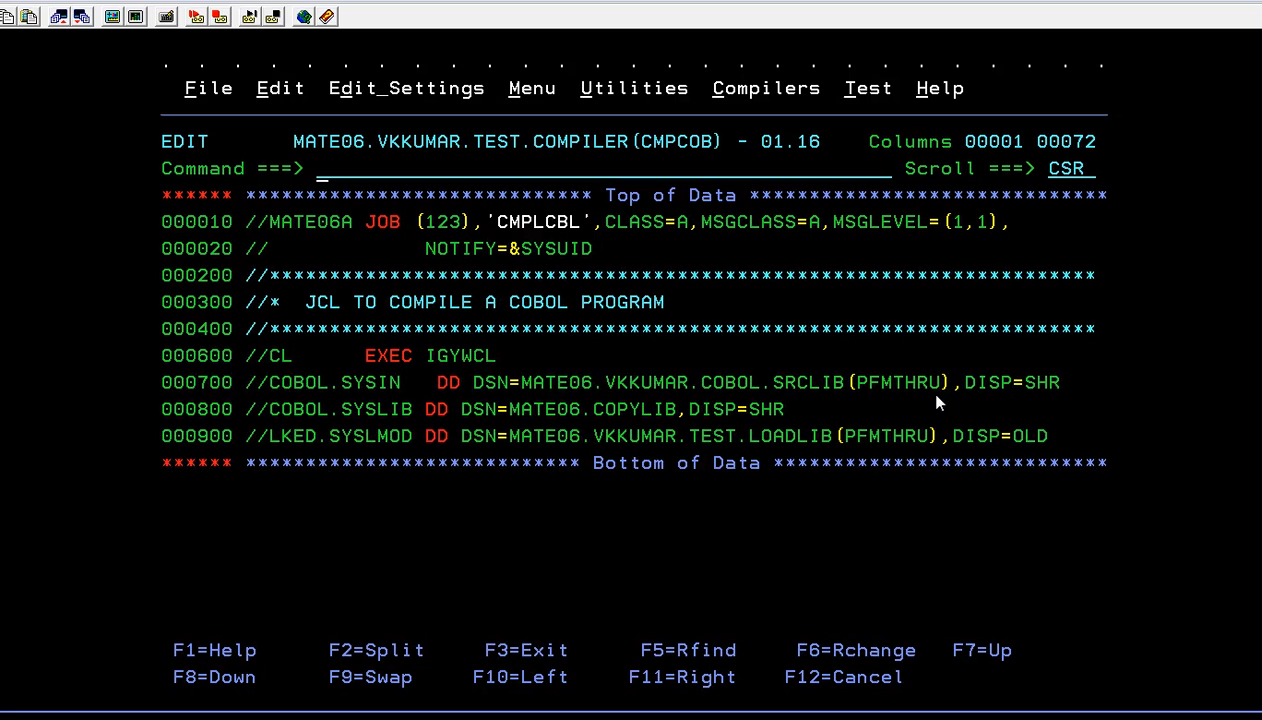 . . . . . . . . . . . . . . . . . . . . . . . . . . .
File Edit Edit_Settings Menu Utilities Compilers Test Help
EDIT MATE06.VKKUMAR.TEST.COMPILER(CMPCOB) - 01.16 Columns 00001 00072
Command ===> Scroll ===> CSR
****** ***************************** Top of Data ******************************
000010 //MATE06A JOB (123),'CMPLCBL',CLASS=A,MSGCLASS=A,MSGLEVEL=(1,1),
000020 // NOTIFY=&SYSUID
000200 //*********************************************************************
000300 //* JCL TO COMPILE A COBOL PROGRAM
000400 //*********************************************************************
000600 //CL EXEC IGYWCL
000700 //COBOL.SYSIN DD DSN=MATE06.VKKUMAR.COBOL.SRCLIB(PFMTHRU),DISP=SHR
000800 //COBOL.SYSLIB DD DSN=MATE06.COPYLIB,DISP=SHR
000900 //LKED.SYSLMOD DD DSN=MATE06.VKKUMAR.TEST.LOADLIB(PFMTHRU),DISP=OLD
****** **************************** Bottom of Data ****************************
F1=Help F2=Split F3=Exit F5=Rfind F6=Rchange F7=Up
F8=Down F9=Swap F10=Left F11=Right F12=Cancel